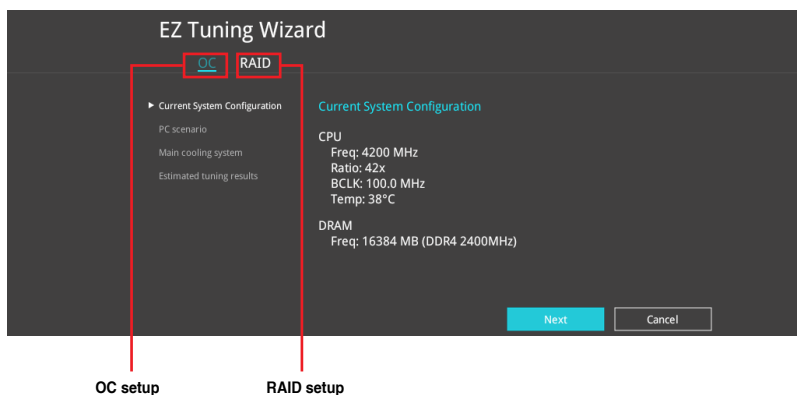 EZ Tuning Wizard
OC RAID
▶ Current System Configuration
PC scenario
Main cooling system
Estimated tuning results
Current System Configuration
CPU
Freq: 4200 MHz
Ratio: 42x
BCLK: 100.0 MHz
Temp: 38°C
DRAM
Freq: 16384 MB (DDR4 2400MHz)
Next Cancel
OC setup RAID setup